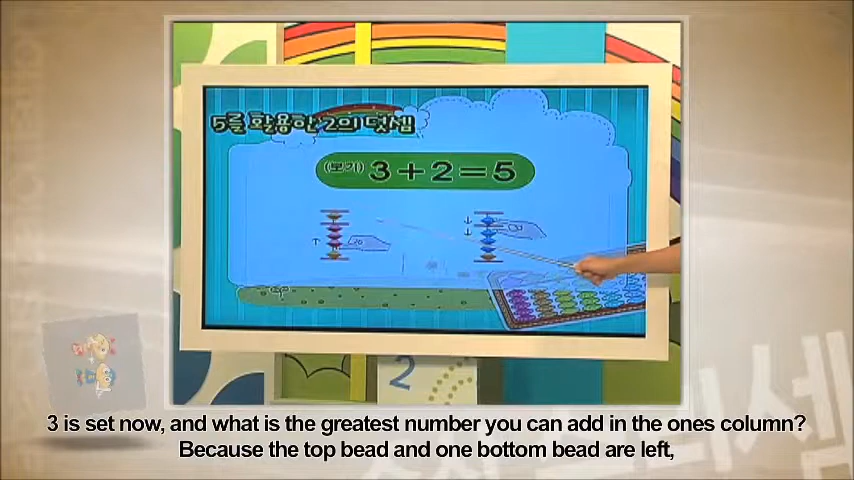 5를 활용한 2의 덧셈
(보기) 3+2=5
2
3 is set now, and what is the greatest number you can add in the ones column?
Because the top bead and one bottom bead are left,